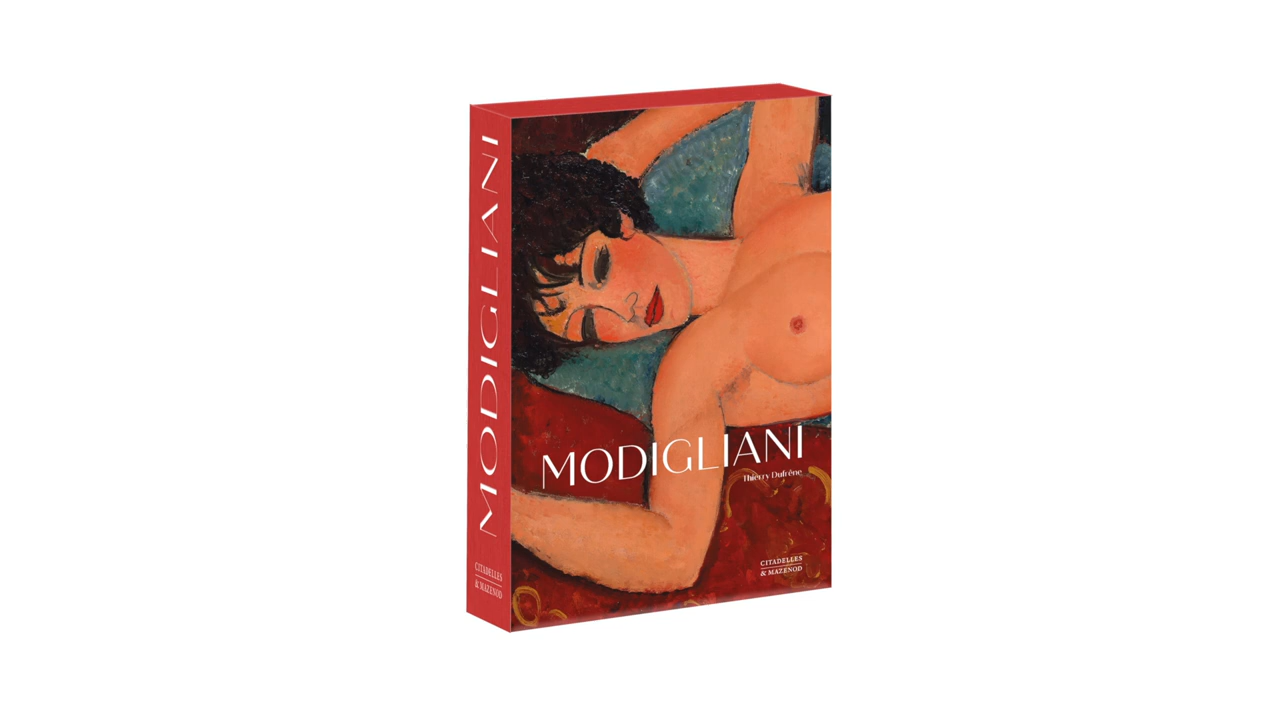 MODIGLIANI
CITADELLES
& MAZENOD
MODIGLIANI
Thierry Dufrêne
CITADELLES
& MAZENOD